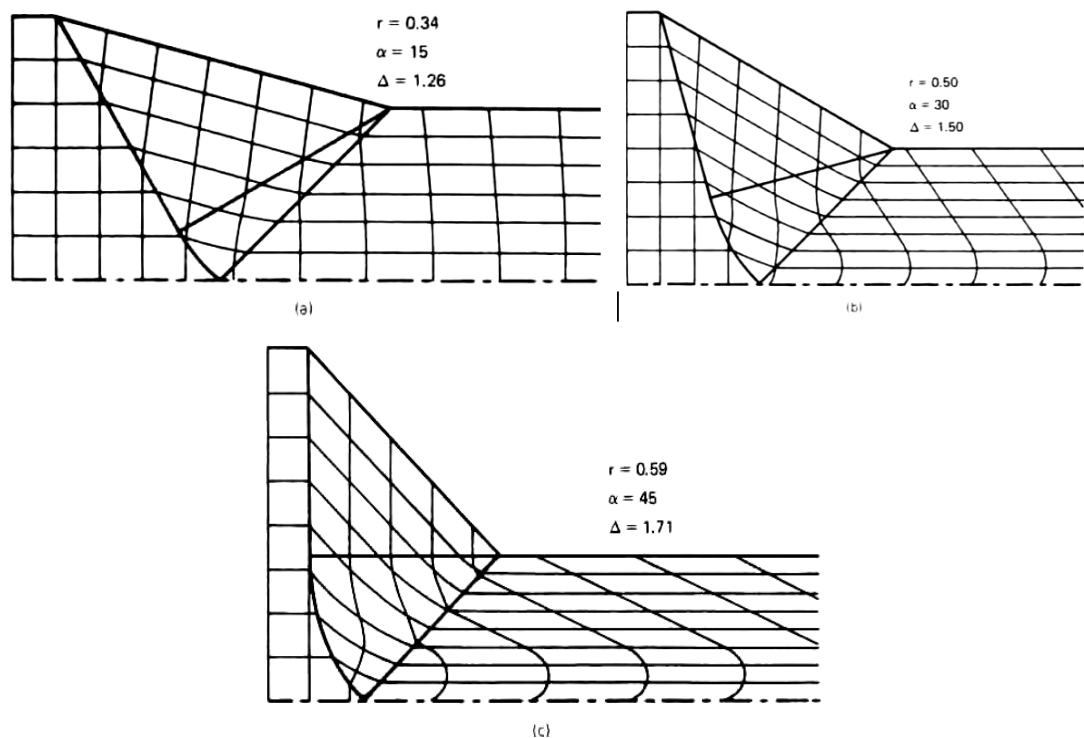 r = 0.34
α = 15
Δ = 1.26
(a)
r = 0.50
α = 30
Δ = 1.50
(b)
r = 0.59
α = 45
Δ = 1.71
(c)